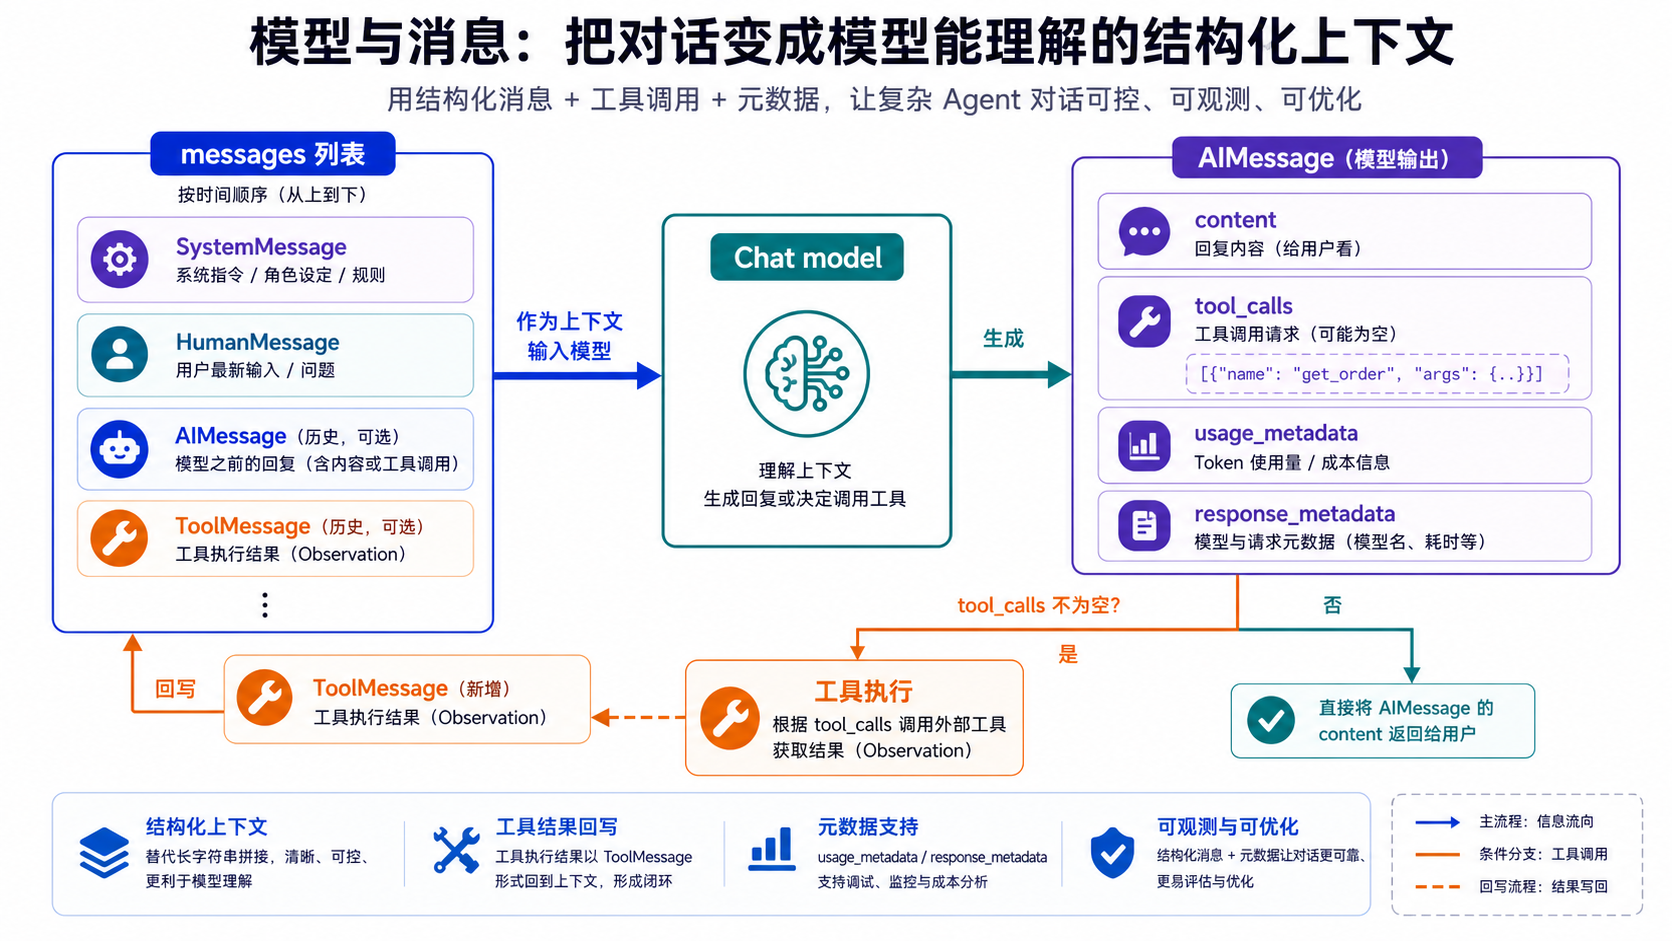 模型与消息：把对话变成模型能理解的结构化上下文
用结构化消息 + 工具调用 + 元数据，让复杂 Agent 对话可控、可观测、可优化
messages 列表
按时间顺序（从上到下）
SystemMessage
系统指令 / 角色设定 / 规则
HumanMessage
用户最新输入 / 问题
AIMessage（历史，可选）
模型之前的回复（含内容或工具调用）
ToolMessage（历史，可选）
工具执行结果（Observation）
作为上下文
输入模型
Chat model
理解上下文
生成回复或决定调用工具
生成
AIMessage（模型输出）
content
回复内容（给用户看）
tool_calls
工具调用请求（可能为空）
[{"name": "get_order", "args": {..}}]
usage_metadata
Token 使用量 / 成本信息
response_metadata
模型与请求元数据（模型名、耗时等）
tool_calls 不为空？
否
是
回写
ToolMessage（新增）
工具执行结果（Observation）
工具执行
根据 tool_calls 调用外部工具
获取结果（Observation）
直接将 AIMessage 的
content 返回给用户
结构化上下文
替代长字符串拼接，清晰、可控、
更利于模型理解
工具结果回写
工具执行结果以 ToolMessage
形式回到上下文，形成闭环
元数据支持
usage_metadata / response_metadata
支持调试、监控与成本分析
可观测与可优化
结构化消息 + 元数据让对话更可靠、
更易评估与优化
主流程：信息流向
条件分支：工具调用
回写流程：结果写回